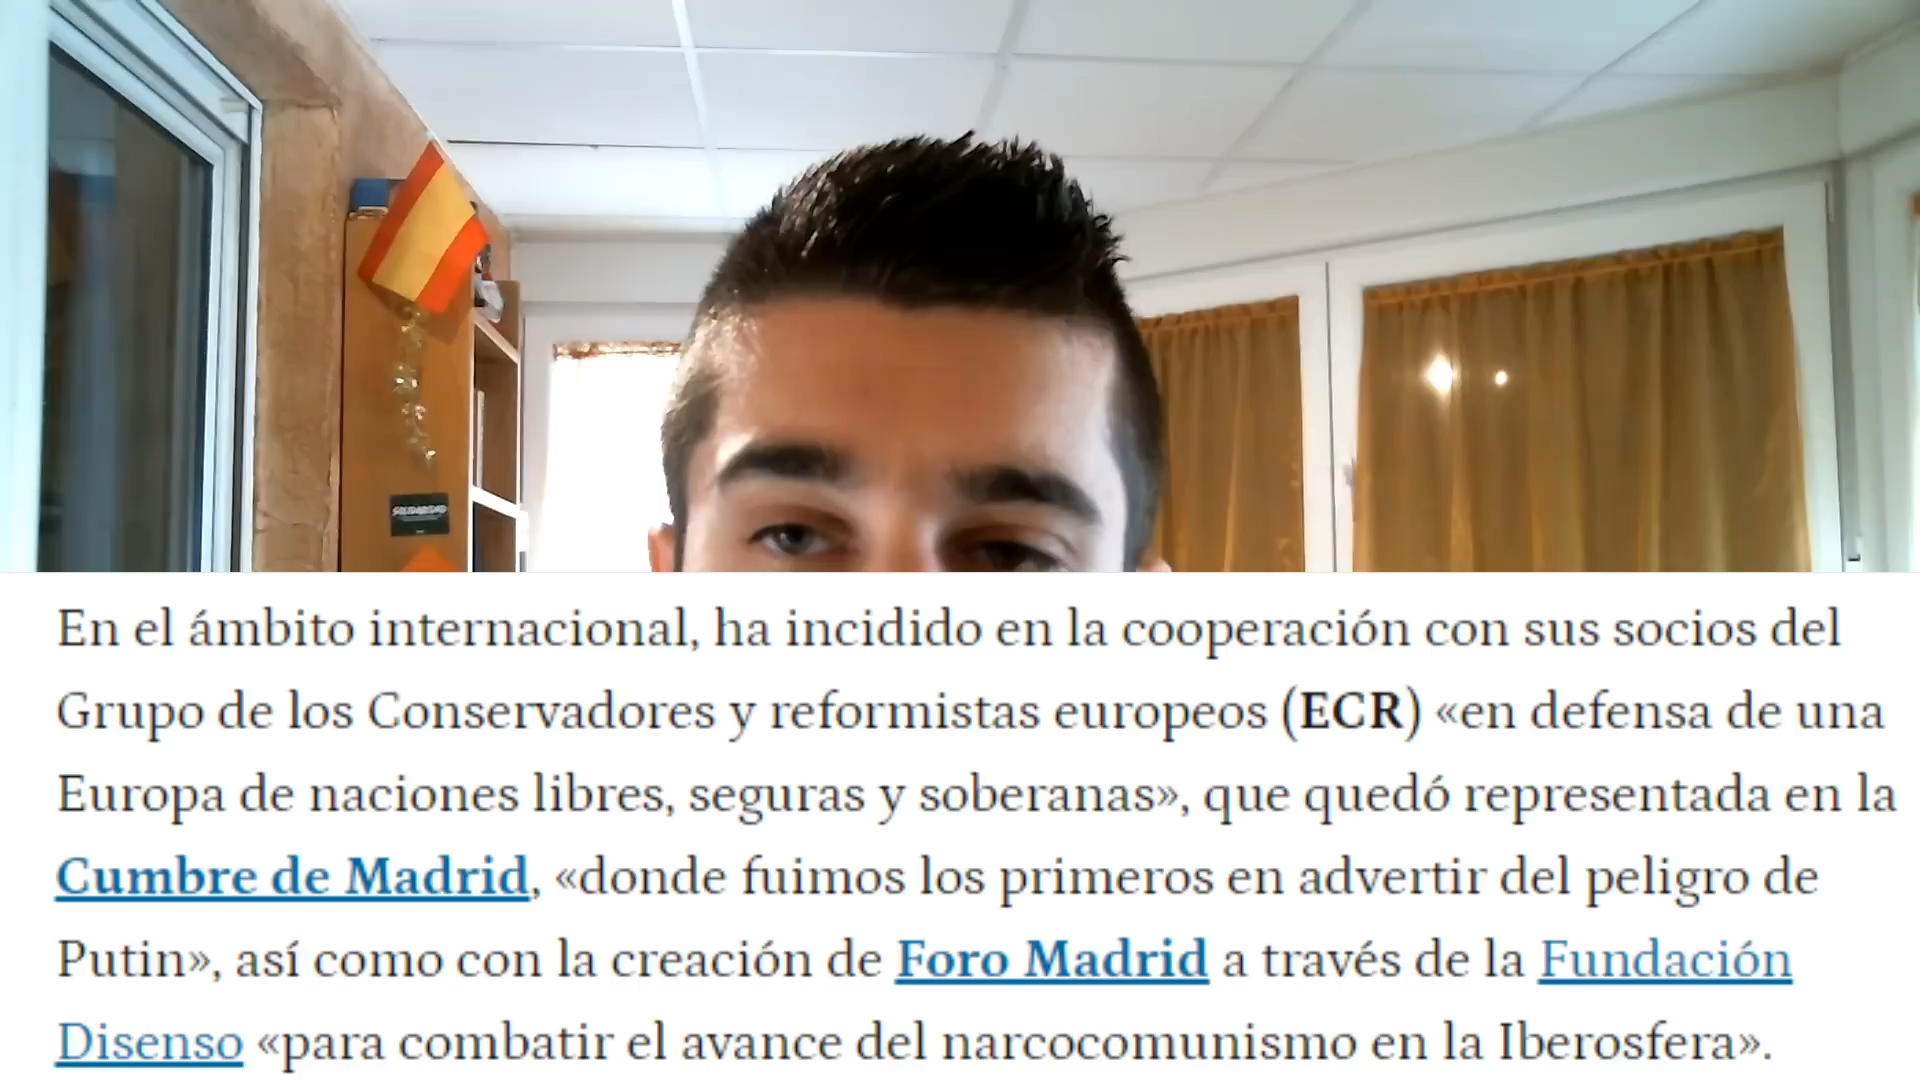 SOLIDARIDAD
En el ámbito internacional, ha incidido en la cooperación con sus socios del
Grupo de los Conservadores y reformistas europeos (ECR) «en defensa de una
Europa de naciones libres, seguras y soberanas», que quedó representada en la
Cumbre de Madrid, «donde fuimos los primeros en advertir del peligro de
Putin», así como con la creación de Foro Madrid a través de la Fundación
Disenso «para combatir el avance del narcocomunismo en la Iberosfera».